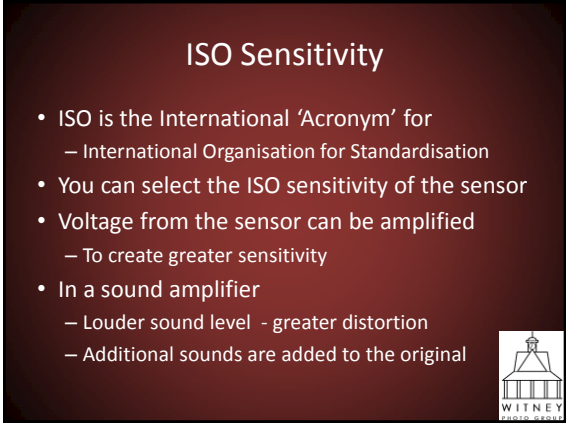 ISO Sensitivity
• ISO is the International ‘Acronym’ for
– International Organisation for Standardisation
• You can select the ISO sensitivity of the sensor
• Voltage from the sensor can be amplified
– To create greater sensitivity
• In a sound amplifier
– Louder sound level - greater distortion
– Additional sounds are added to the original
WITNEY
PHOTO GROUP